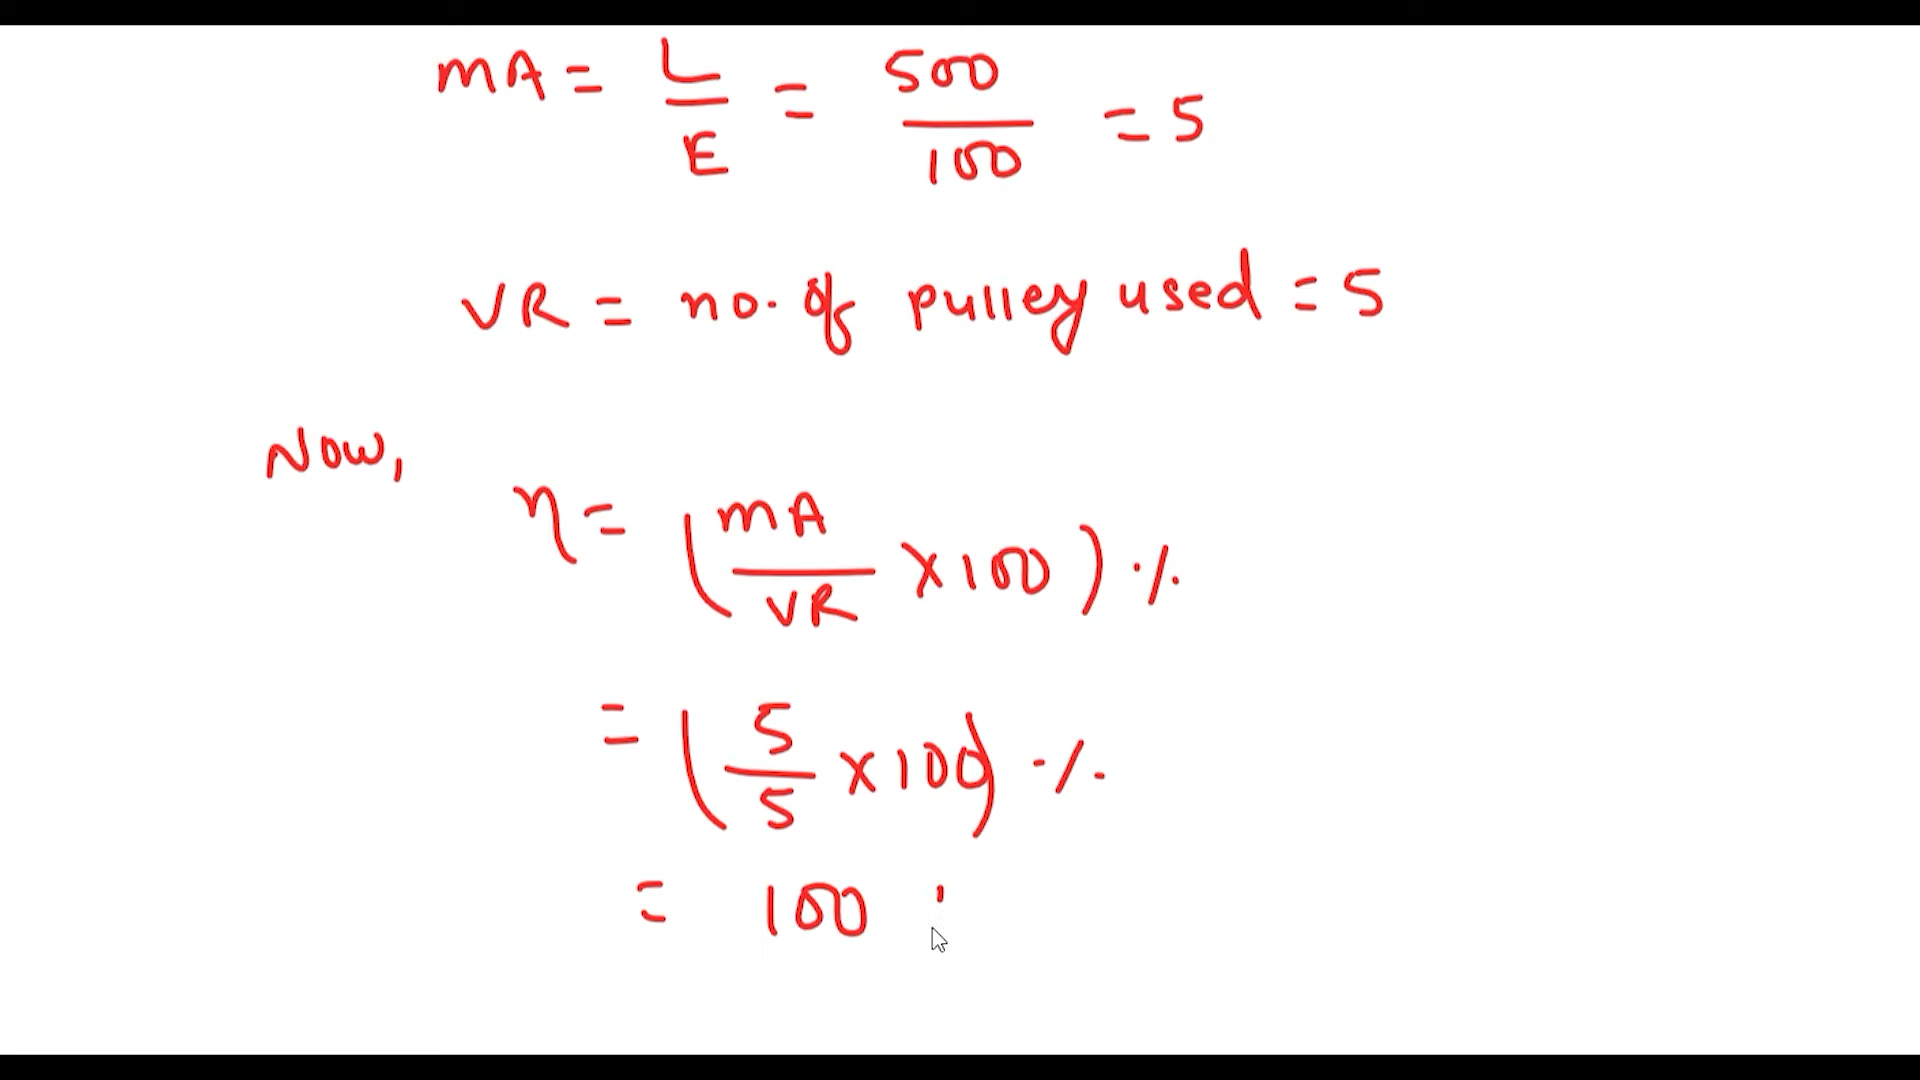 mA = L/E = 500/100 = 5
VR = no. of pulley used = 5
Now,
η = (mA/VR × 100) %
= (5/5 × 100) %
= 100